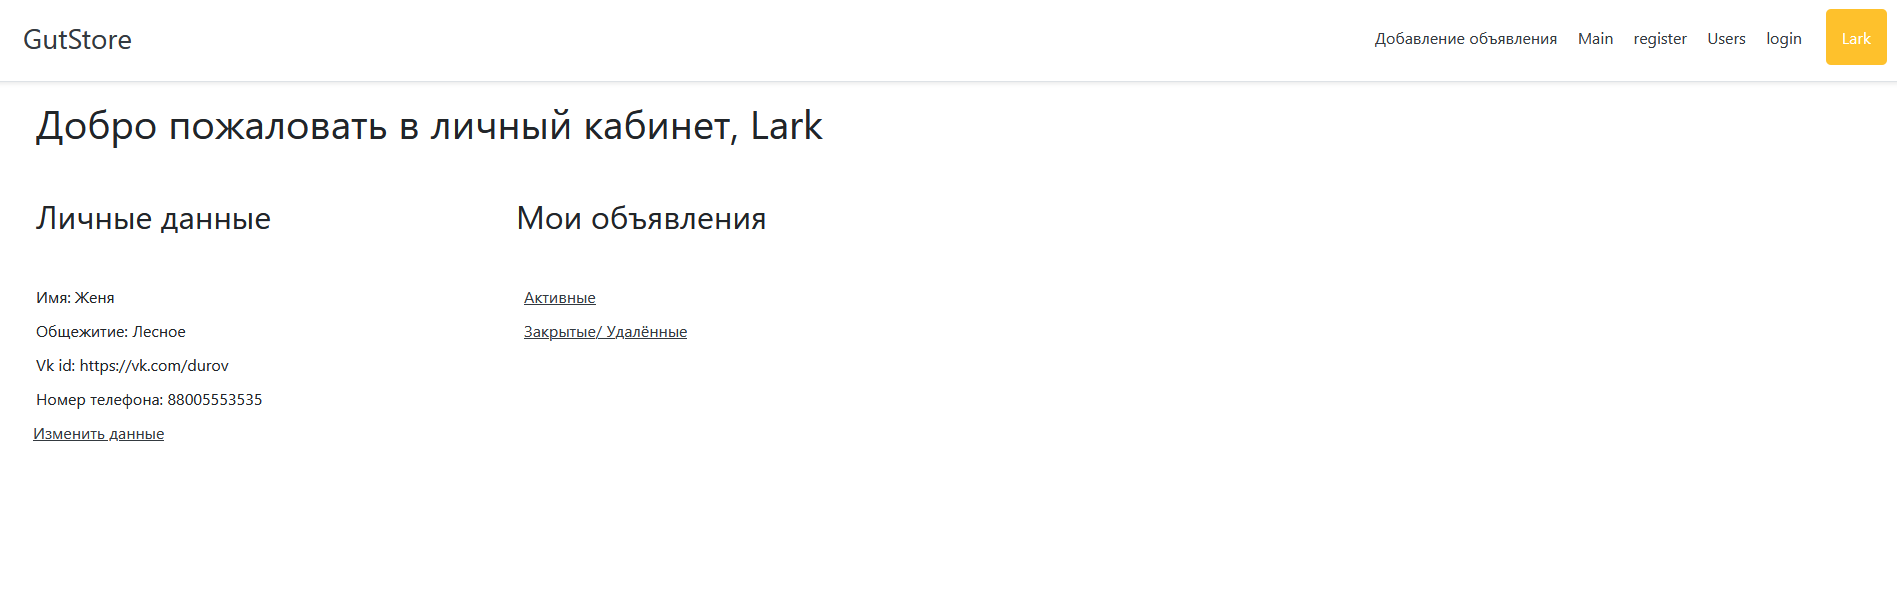 GutStore
Добавление объявления Main register Users login Lark
Добро пожаловать в личный кабинет, Lark
Личные данные
Имя: Женя
Общежитие: Лесное
Vk id: https://vk.com/durov
Номер телефона: 88005553535
Изменить данные
Мои объявления
Активные
Закрытые/ Удалённые